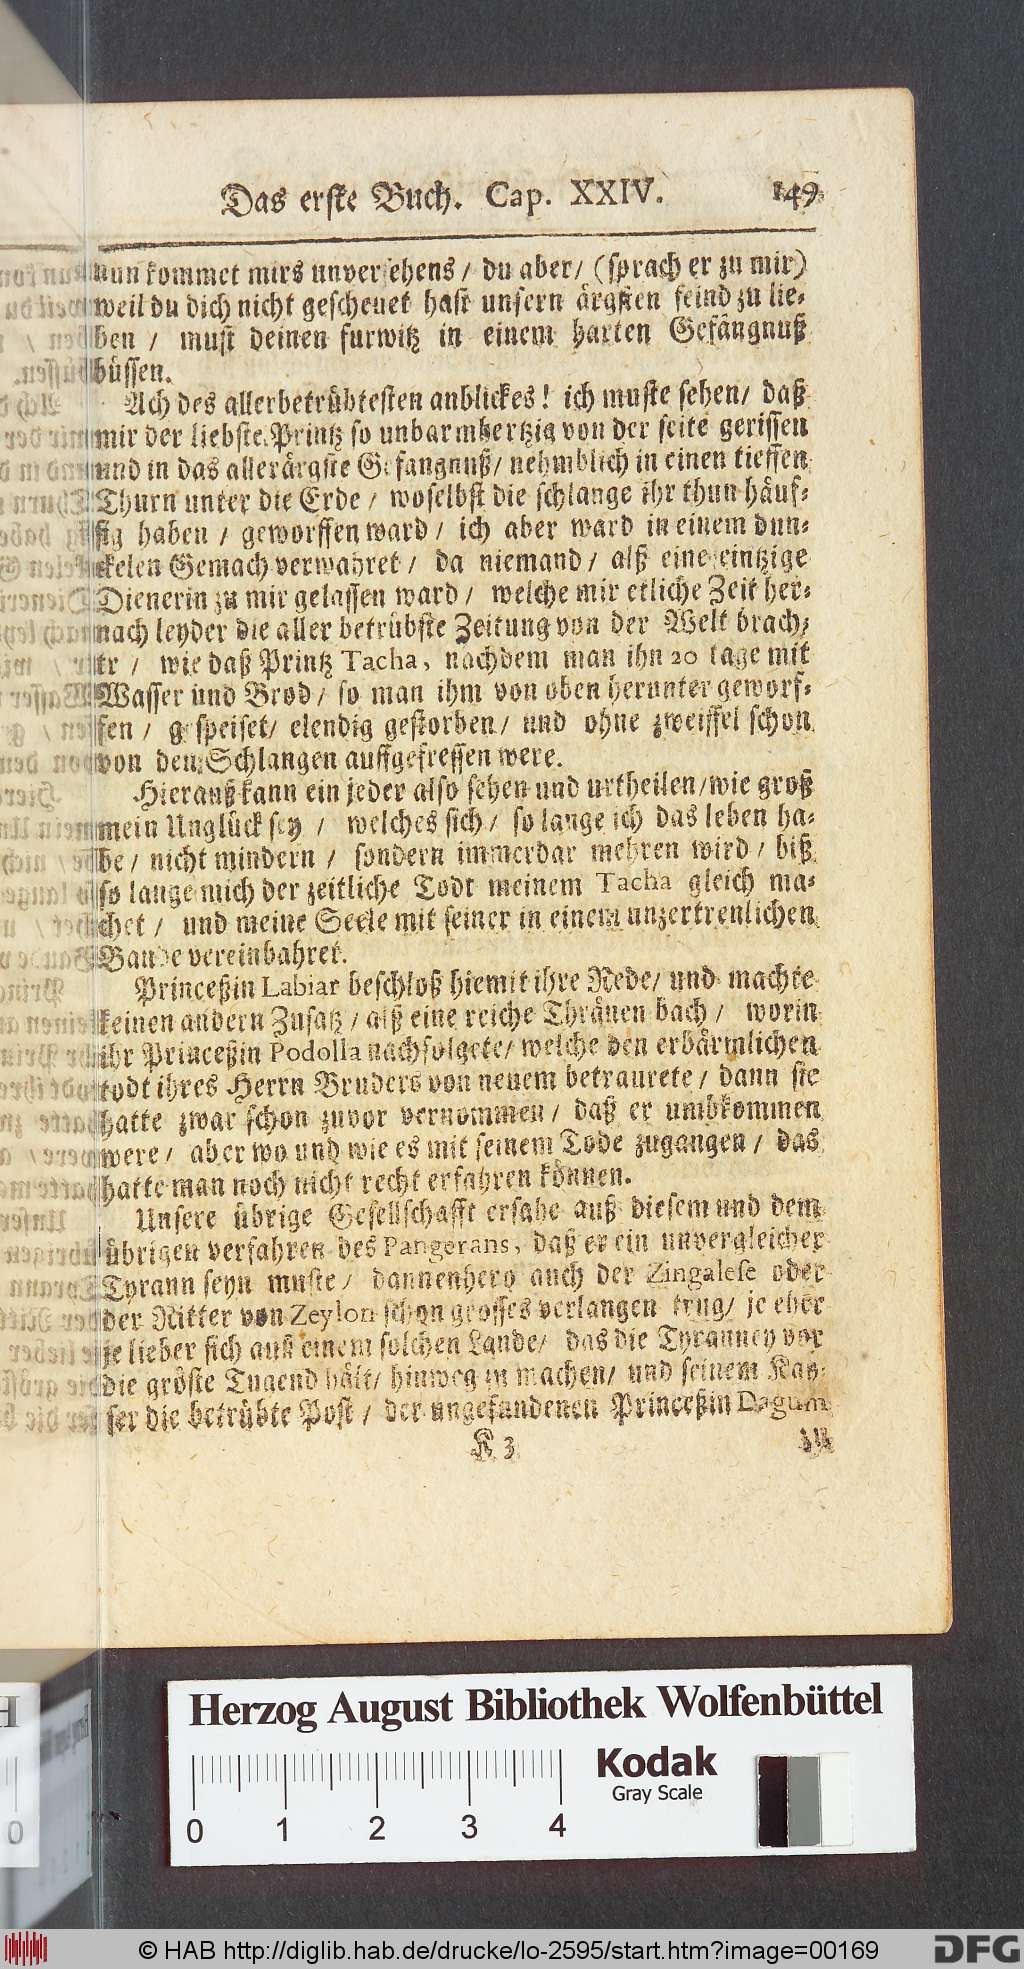 Das erste Buch. Cap. XXIV. 149
nun kommet mirs unversehens / du aber / (sprach er zu mir)
weil du dich nicht gescheuet hast unsern ärgsten feind zu lie-
ben / must deinen furwitz in einem harten Gefängnuß
büssen.
Ach des allerbetrübtesten anblickes! ich muste sehen / daß
mir der liebste Printz so unbarmhertzig von der seite gerissen
und in das allerärgste Gefangnuß / nehmblich in einen tieffen
Thurn unter die Erde / woselbst die schlange ihr thun häuf-
fig haben / geworffen ward / ich aber ward in einem dun-
ckelen Gemach verwahret / da niemand / alß eine eintzige
Dienerin zu mir gelassen ward / welche mir etliche Zeit her-
nach leyder die aller betrübste Zeitung von der Welt brach-
te / wie daß Printz Tacha, nachdem man ihn 20 tage mit
Wasser und Brod / so man ihm von oben herunter geworf-
fen / gespeiset / elendig gestorben / und ohne zweiffel schon
von den Schlangen auffgefressen were.
Hierauß kann ein jeder also sehen und urtheilen / wie groß
mein Unglück sey / welches sich / so lange ich das leben ha-
be / nicht mindern / sondern immerdar mehren wird / biß
so lange mich der zeitliche Todt meinem Tacha gleich ma-
chet / und meine Seele mit seiner in einem unzertrenlichen
Bande vereinbahret.
Princeßin Labiar beschloß hiemit ihre Rede / und machte
keinen andern Zusatz / alß eine reiche Thränen bach / worin
ihr Princeßin Podolla nachfolgete / welche den erbärmlichen
todt ihres Herrn Bruders von neuem betraurete / dann sie
hatte zwar schon zuvor vernommen / daß er umbkommen
were / aber wo und wie es mit seinem Tode zugangen / das
hatte man noch nicht recht erfahren können.
Unsere übrige Gesellschafft ersahe auß diesem und dem
übrigen verfahren des Pangerans, daß er ein unvergleicher
Tyrann seyn muste / dannenhero auch der Zingalese oder
der Ritter von Zeylon schon grosses verlangen trug / je eher
je lieber sich auß einem solchen Lande / das die Tyranney vor
die gröste Tugend hält / hinweg zu machen / und seinem Kay-
ser die betrübte Post / der ungefandenen Princeßin Dagum
K 3
Herzog August Bibliothek Wolfenbüttel
Kodak
Gray Scale
0 1 2 3 4
© HAB http://diglib.hab.de/drucke/lo-2595/start.htm?image=00169
DFG